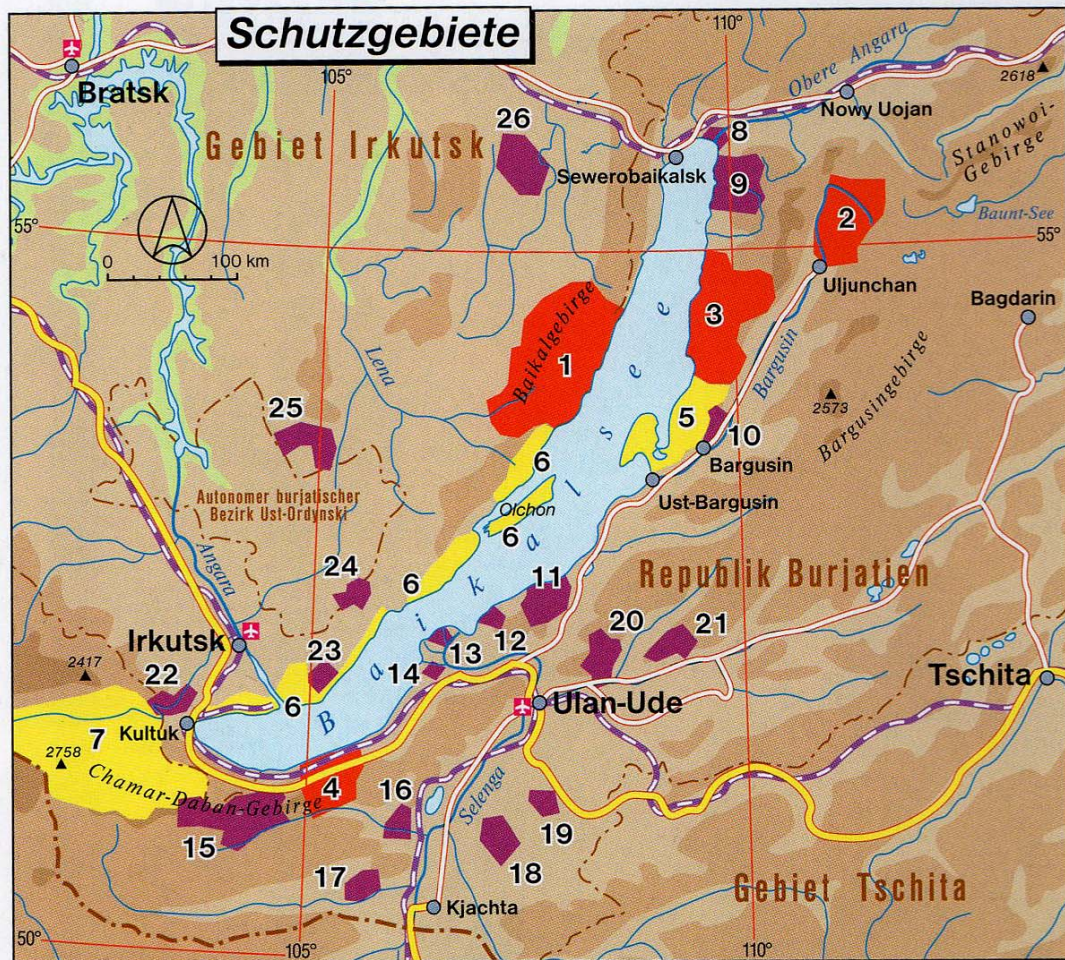 Schutzgebiete
110°
105°
Bratsk
Obere Angara
2618
Nowy Uojan
Stanowoi-
Gebirge
26
8
Gebiet Irkutsk
Sewerobaikalsk
9
2
Baunt-See
55°
55°
0 100 km
Uljunchan
Bagdarin
3
Baikalgebirge
1
Lena
Bargusin
2573
Bargusingebirge
25
5
10
6
Bargusin
Ust-Bargusin
Autonomer burjatischer
Bezirk Ust-Ordynski
Olchon
6
Angara
24
6
11
Republik Burjatien
Baikalsee
20
21
12
13
14
Irkutsk
23
2417
22
6
Ulan-Ude
Tschita
Kultuk
7
2758
Chamar-Daban-Gebirge
4
16
Selenga
15
19
18
17
Kjachta
Gebiet Tschita
50°
105°
110°